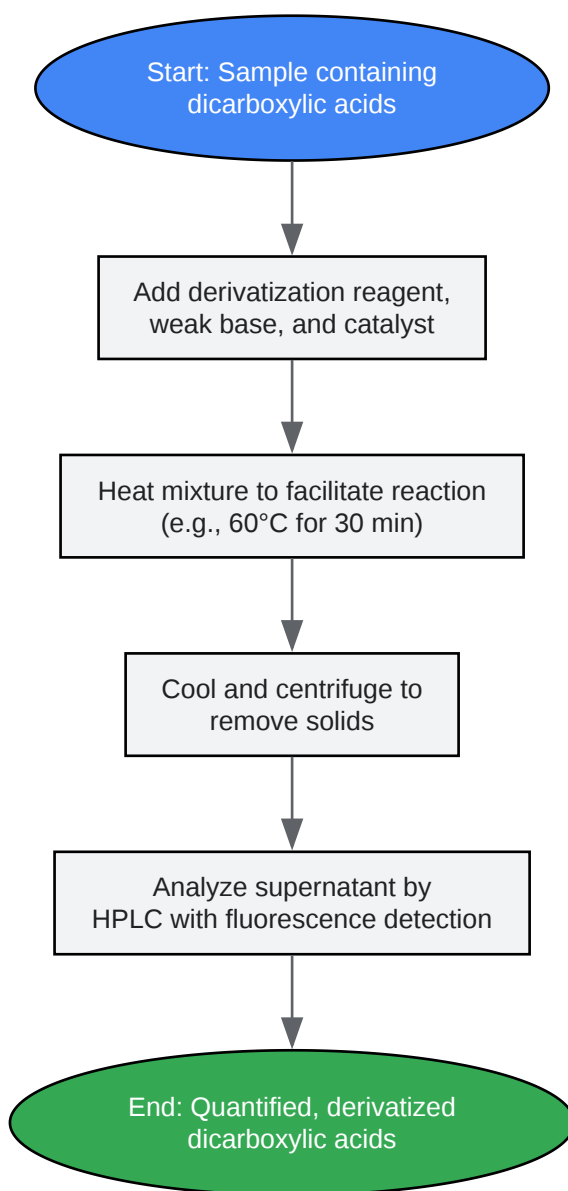 Start: Sample containing
dicarboxylic acids
Add derivatization reagent,
weak base, and catalyst
Heat mixture to facilitate reaction
(e.g., 60°C for 30 min)
Cool and centrifuge to
remove solids
Analyze supernatant by
HPLC with fluorescence detection
End: Quantified, derivatized
dicarboxylic acids